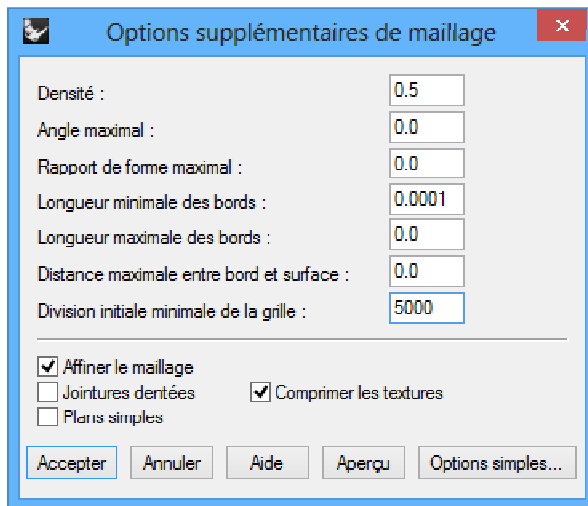 Options supplémentaires de maillage
Densité : 0.5
Angle maximal : 0.0
Rapport de forme maximal : 0.0
Longueur minimale des bords : 0.0001
Longueur maximale des bords : 0.0
Distance maximale entre bord et surface : 0.0
Division initiale minimale de la grille : 5000
Affiner le maillage
Jointures dentées Comprimer les textures
Plans simples
Accepter Annuler Aide Aperçu Options simples...